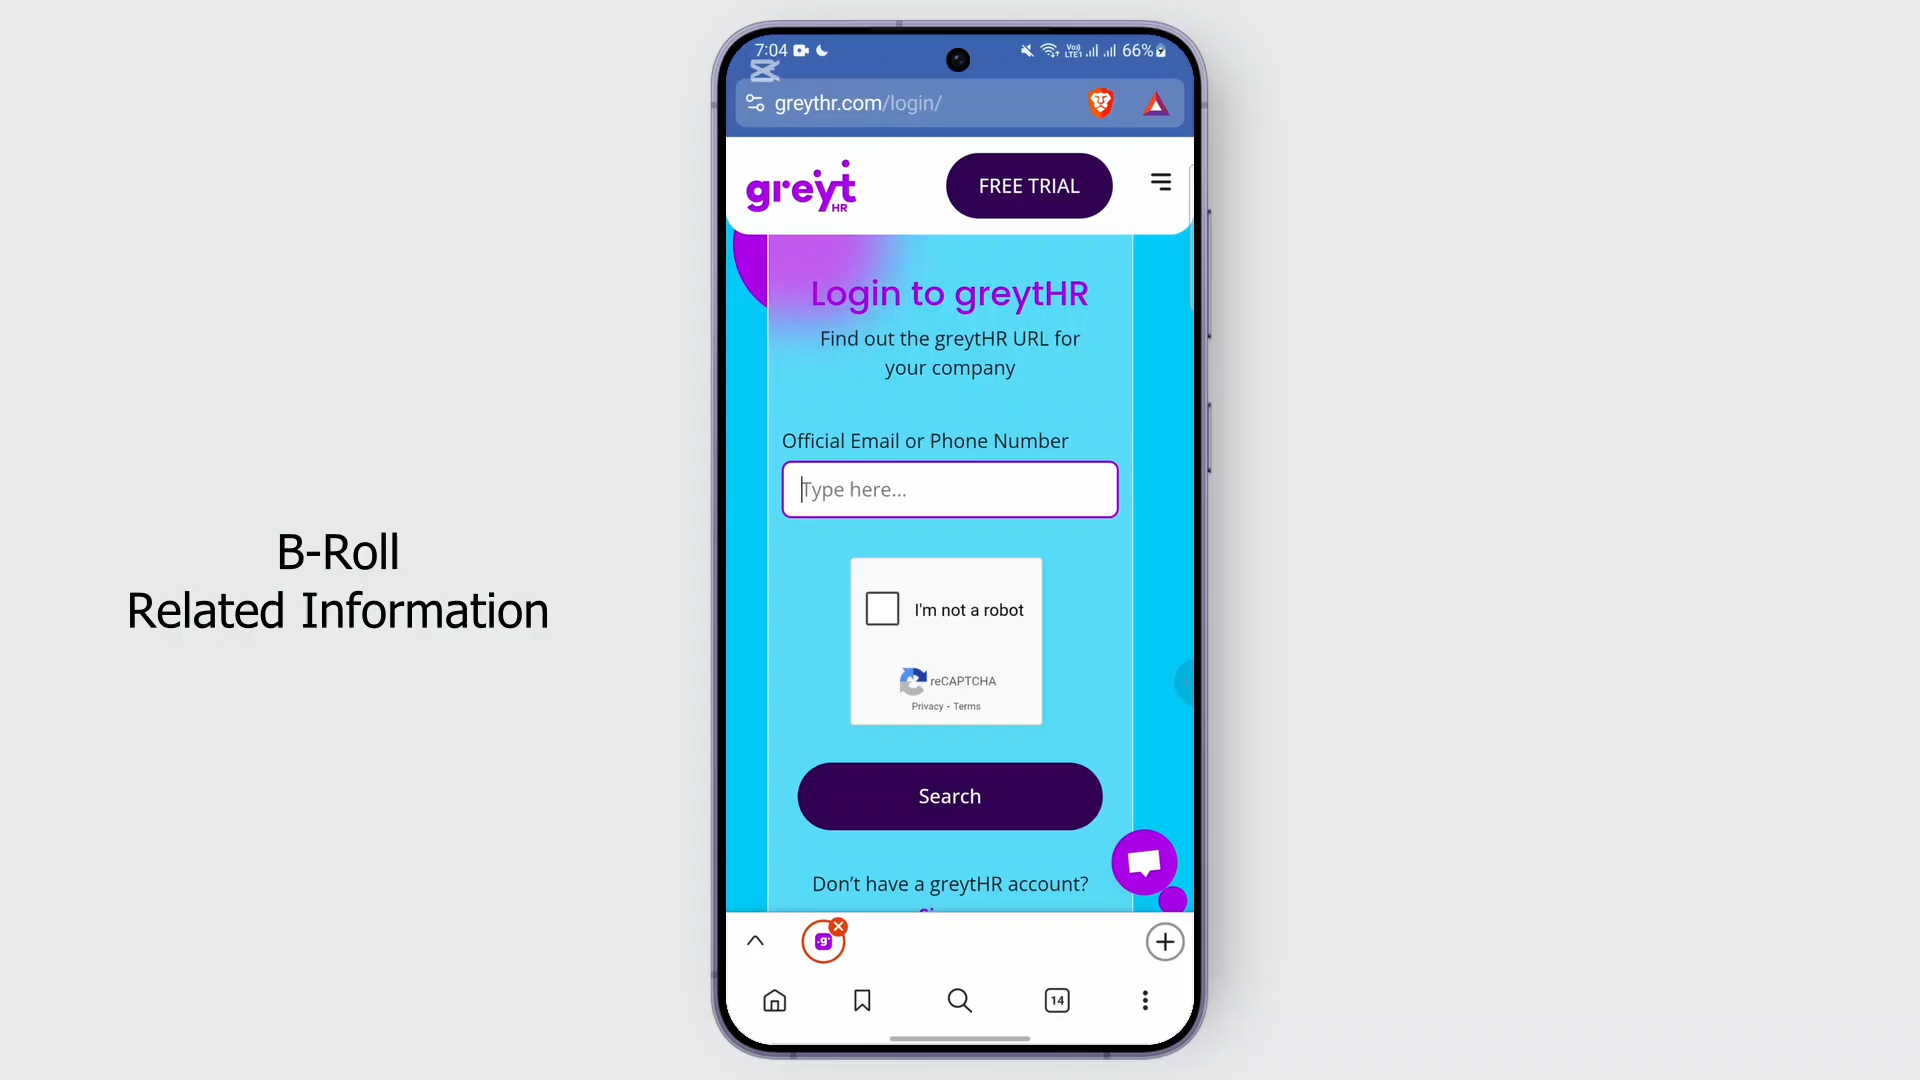 B-Roll
Related Information
7:04
VoI)
LTE1
66%
greythr.com/login/
greyt
HR
FREE TRIAL
Login to greytHR
Find out the greytHR URL for
your company
Official Email or Phone Number
Type here...
I'm not a robot
reCAPTCHA
Privacy - Terms
Search
Don’t have a greytHR account?
14